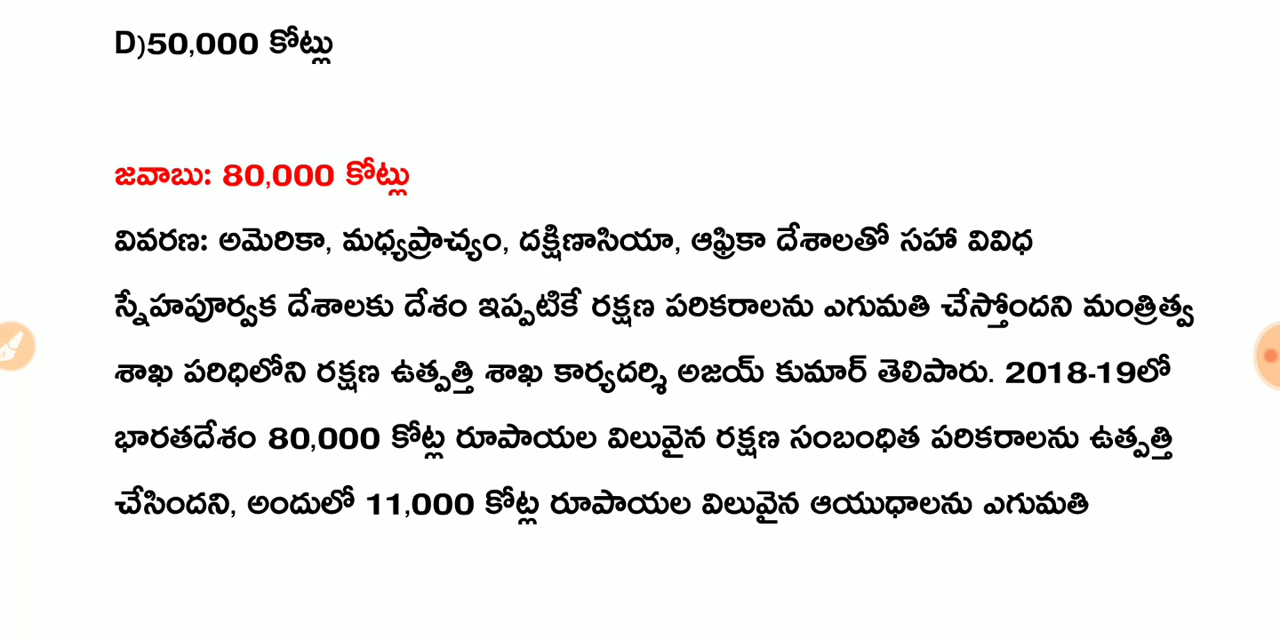 D)50,000 కోట్లు
జవాబు: 80,000 కోట్లు
వివరణ: అమెరికా, మధ్యప్రాచ్యం, దక్షిణాసియా, ఆఫ్రికా దేశాలతో సహా వివిధ
స్నేహపూర్వక దేశాలకు దేశం ఇప్పటికే రక్షణ పరికరాలను ఎగుమతి చేస్తోందని మంత్రిత్వ
శాఖ పరిధిలోని రక్షణ ఉత్పత్తి శాఖ కార్యదర్శి అజయ్ కుమార్ తెలిపారు. 2018-19లో
భారతదేశం 80,000 కోట్ల రూపాయల విలువైన రక్షణ సంబంధిత పరికరాలను ఉత్పత్తి
చేసిందని, అందులో 11,000 కోట్ల రూపాయల విలువైన ఆయుధాలను ఎగుమతి